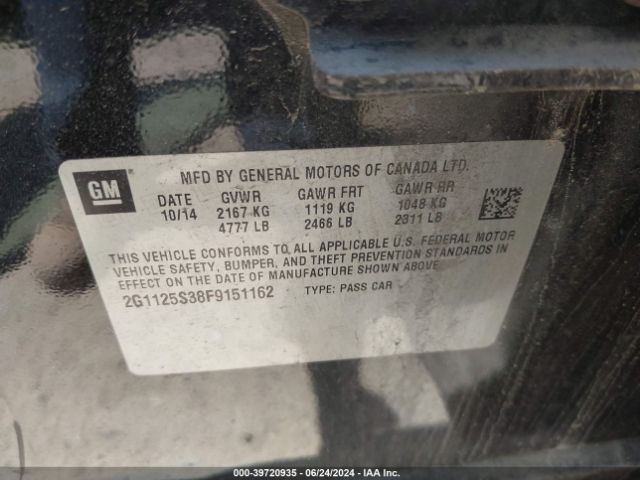 MFD BY GENERAL MOTORS OF CANADA LTD.
GM
DATE GVWR GAWR FRT GAWR RR
10/14 2167 KG 1119 KG 1048 KG
4777 LB 2466 LB 2311 LB
THIS VEHICLE CONFORMS TO ALL APPLICABLE U.S. FEDERAL MOTOR
VEHICLE SAFETY, BUMPER, AND THEFT PREVENTION STANDARDS IN
EFFECT ON THE DATE OF MANUFACTURE SHOWN ABOVE.
2G1125S38F9151162 TYPE: PASS CAR
000-39720935 - 06/24/2024 - IAA Inc.